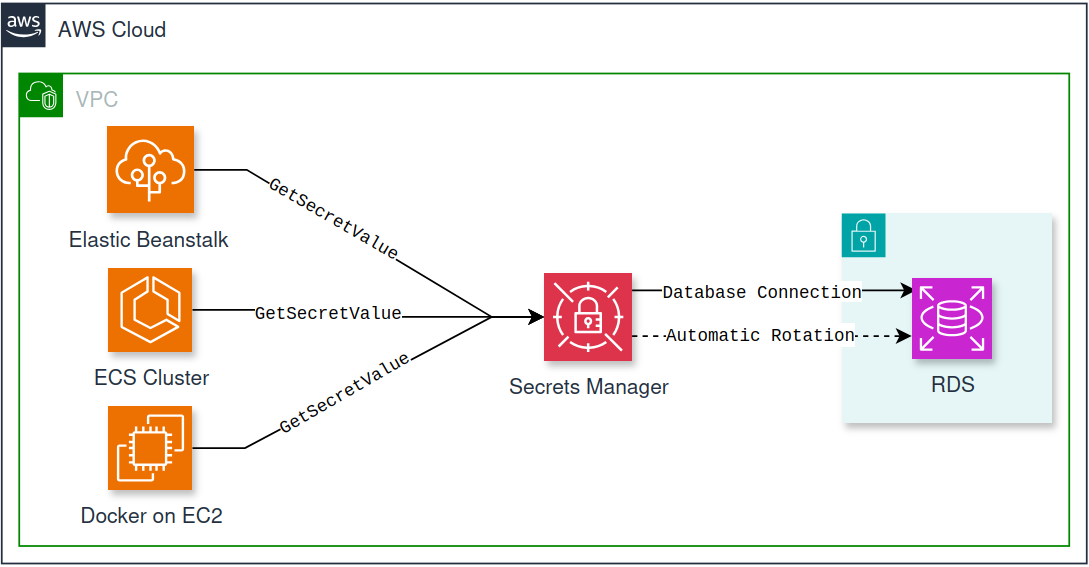 aws
AWS Cloud
VPC
Elastic Beanstalk
GetSecretValue
ECS Cluster
GetSecretValue
Docker on EC2
GetSecretValue
Secrets Manager
Database Connection
Automatic Rotation
RDS